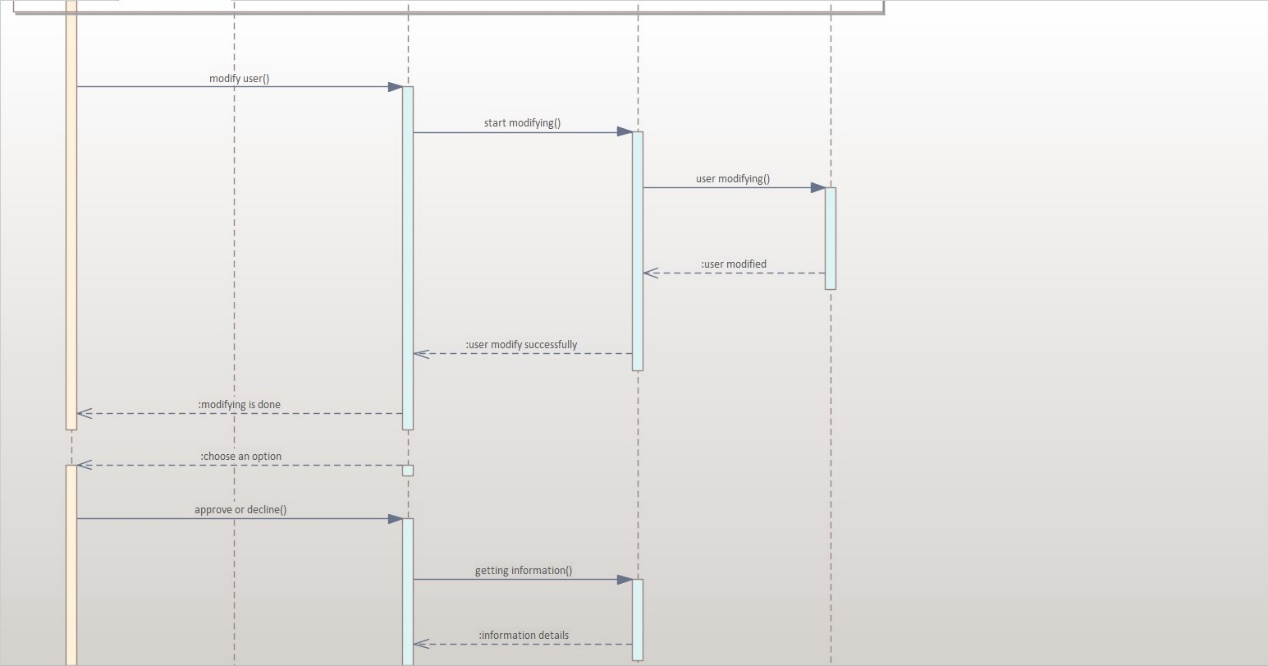 modify user()
start modifying()
user modifying()
:user modified
:user modify successfully
:modifying is done
:choose an option
approve or decline()
getting information()
:information details